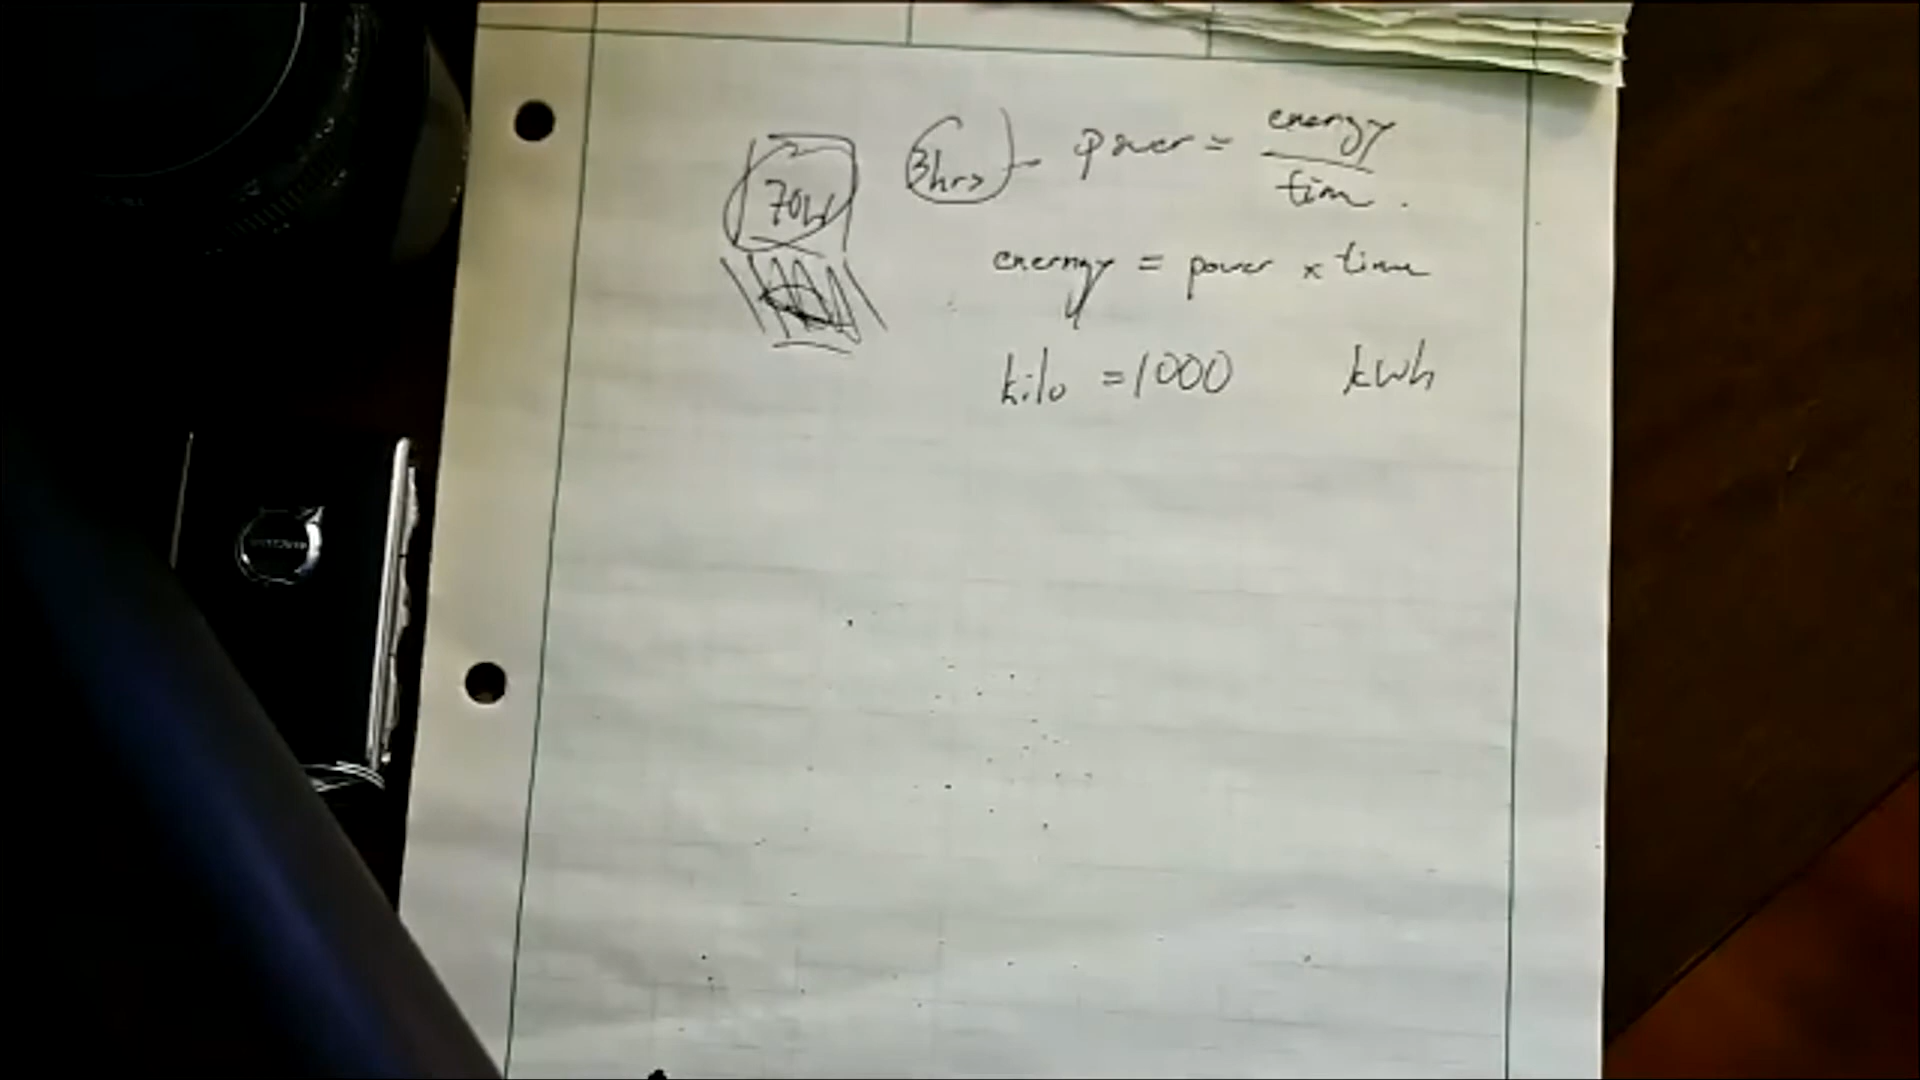 70W 3hrs power = energy / time.
energy = power x time
kilo = 1000 kwh